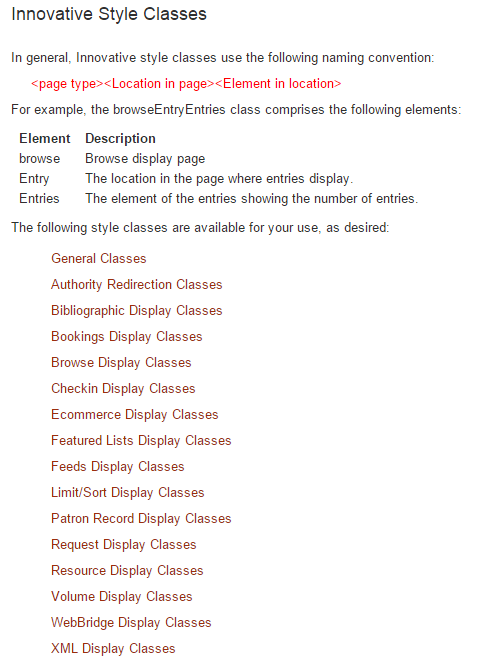 Innovative Style Classes
In general, Innovative style classes use the following naming convention:
<page type><Location in page><Element in location>
For example, the browseEntryEntries class comprises the following elements:
Element Description
browse Browse display page
Entry The location in the page where entries display.
Entries The element of the entries showing the number of entries.
The following style classes are available for your use, as desired:
General Classes
Authority Redirection Classes
Bibliographic Display Classes
Bookings Display Classes
Browse Display Classes
Checkin Display Classes
Ecommerce Display Classes
Featured Lists Display Classes
Feeds Display Classes
Limit/Sort Display Classes
Patron Record Display Classes
Request Display Classes
Resource Display Classes
Volume Display Classes
WebBridge Display Classes
XML Display Classes